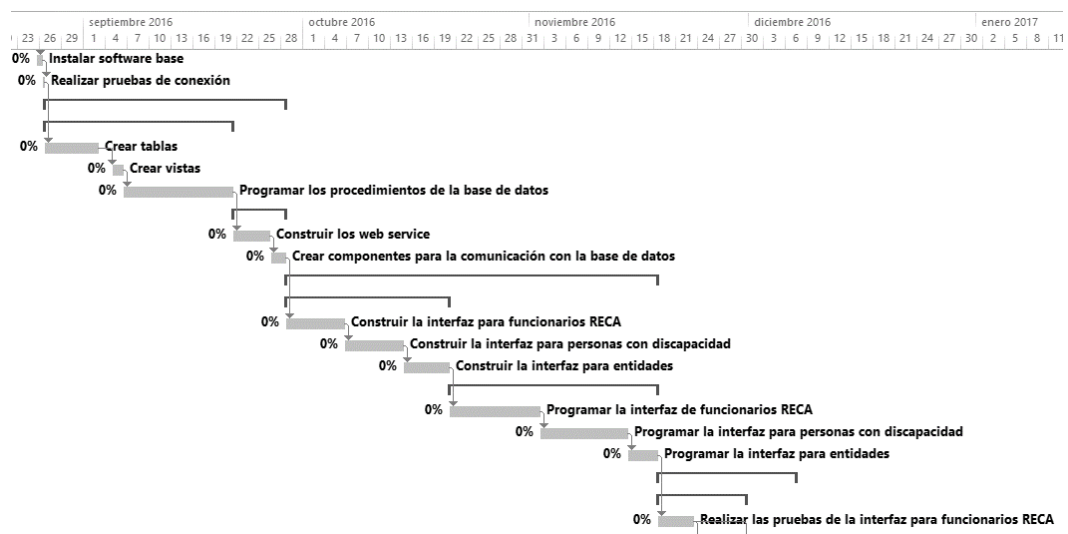 septiembre 2016 octubre 2016 noviembre 2016 diciembre 2016 enero 2017
23 26 29 1 4 7 10 13 16 19 22 25 28 1 4 7 10 13 16 19 22 25 28 31 3 6 9 12 15 18 21 24 27 30 3 6 9 12 15 18 21 24 27 30 2 5 8 11
0% Instalar software base
0% Realizar pruebas de conexión
0% Crear tablas
0% Crear vistas
0% Programar los procedimientos de la base de datos
0% Construir los web service
0% Crear componentes para la comunicación con la base de datos
0% Construir la interfaz para funcionarios RECA
0% Construir la interfaz para personas con discapacidad
0% Construir la interfaz para entidades
0% Programar la interfaz de funcionarios RECA
0% Programar la interfaz para personas con discapacidad
0% Programar la interfaz para entidades
0% Realizar las pruebas de la interfaz para funcionarios RECA